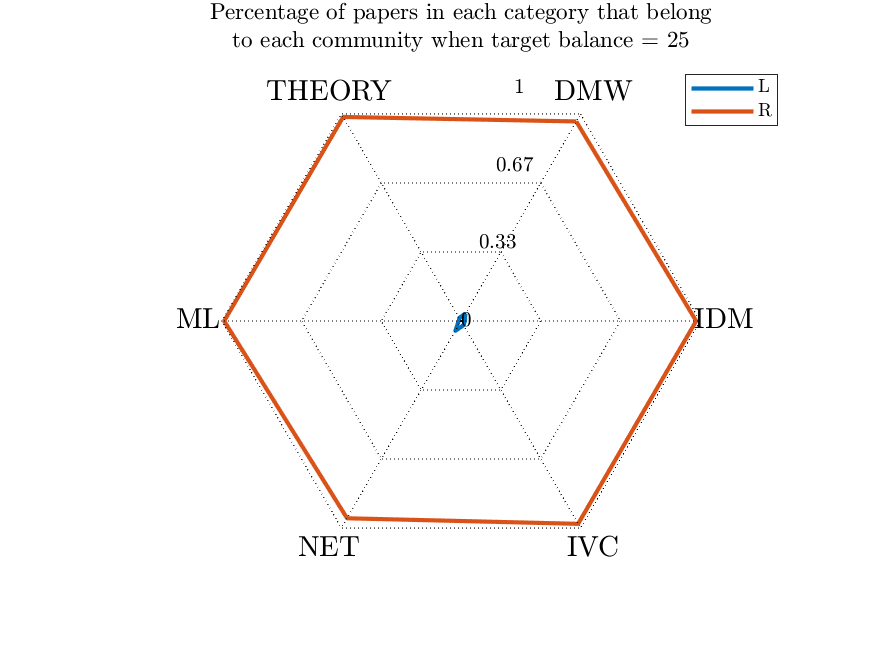 Percentage of papers in each category that belong
to each community when target balance = 25
THEORY
1
DMW
L
R
0.67
0.33
ML
0
IDM
NET
IVC